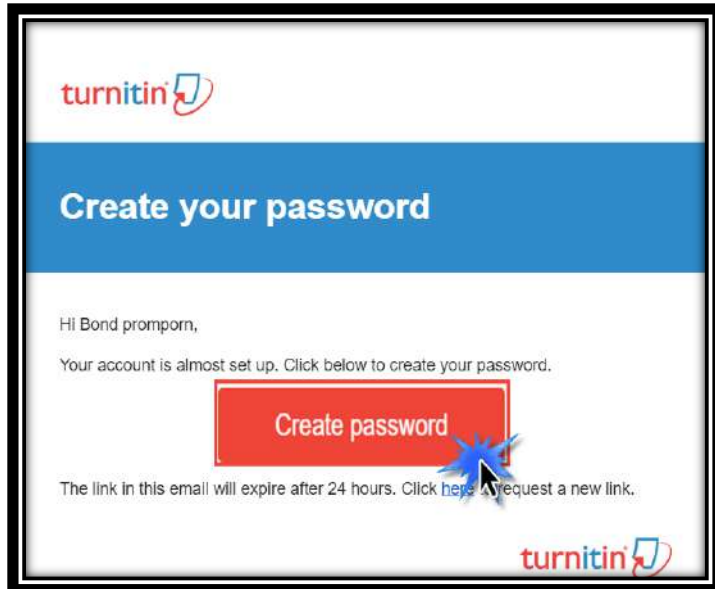 turnitin
Create your password
Hi Bond promporn,
Your account is almost set up. Click below to create your password.
Create password
The link in this email will expire after 24 hours. Click here request a new link.
turnitin